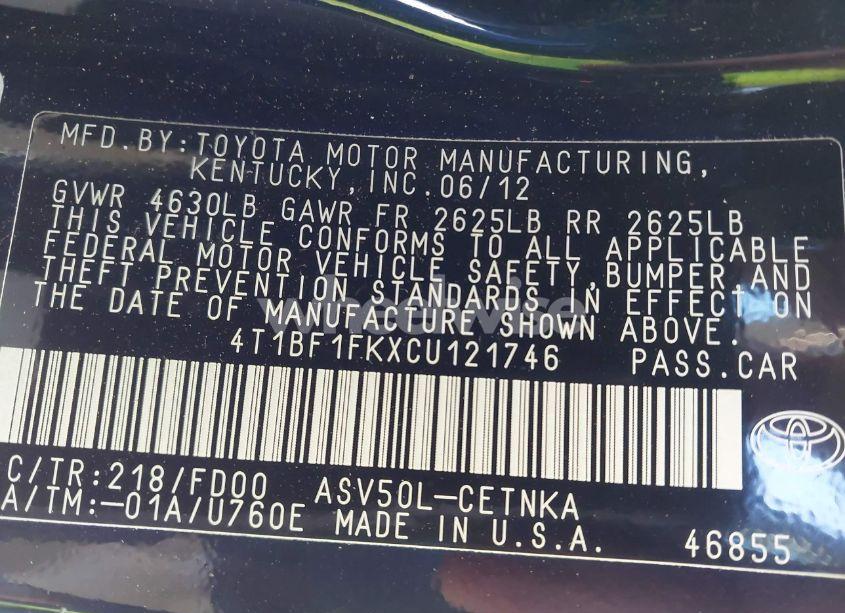 MFD.BY:TOYOTA MOTOR MANUFACTURING,
KENTUCKY,INC.06/12
GVWR 4630LB GAWR FR 2625LB RR 2625LB
THIS VEHICLE CONFORMS TO ALL APPLICABLE
FEDERAL MOTOR VEHICLE SAFETY,BUMPER,AND
THEFT PREVENTION STANDARDS IN EFFECT ON
THE DATE OF MANUFACTURE SHOWN ABOVE.
wheelwise
4T1BF1FKXCU121746 PASS.CAR
C/TR:218/FD00 ASV50L-CETNKA
A/TM:-01A/U760E MADE IN U.S.A. 46855